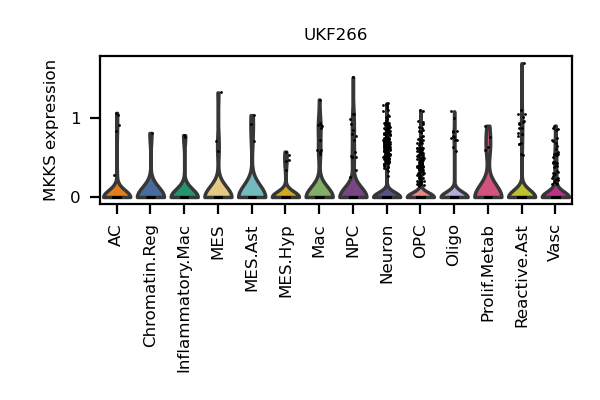 UKF266
MKKS expression
1
0
AC
Chromatin.Reg
Inflammatory.Mac
MES
MES.Ast
MES.Hyp
Mac
NPC
Neuron
OPC
Oligo
Prolif.Metab
Reactive.Ast
Vasc